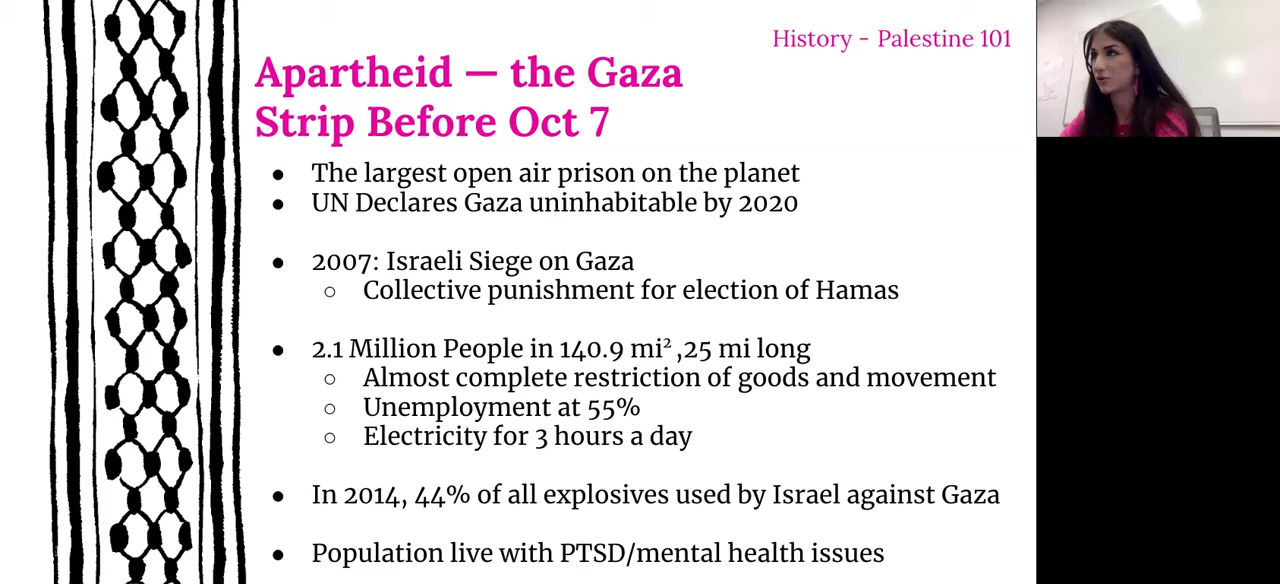 History - Palestine 101
Apartheid — the Gaza
Strip Before Oct 7
● The largest open air prison on the planet
● UN Declares Gaza uninhabitable by 2020
● 2007: Israeli Siege on Gaza
○ Collective punishment for election of Hamas
● 2.1 Million People in 140.9 mi² ,25 mi long
○ Almost complete restriction of goods and movement
○ Unemployment at 55%
○ Electricity for 3 hours a day
● In 2014, 44% of all explosives used by Israel against Gaza
● Population live with PTSD/mental health issues